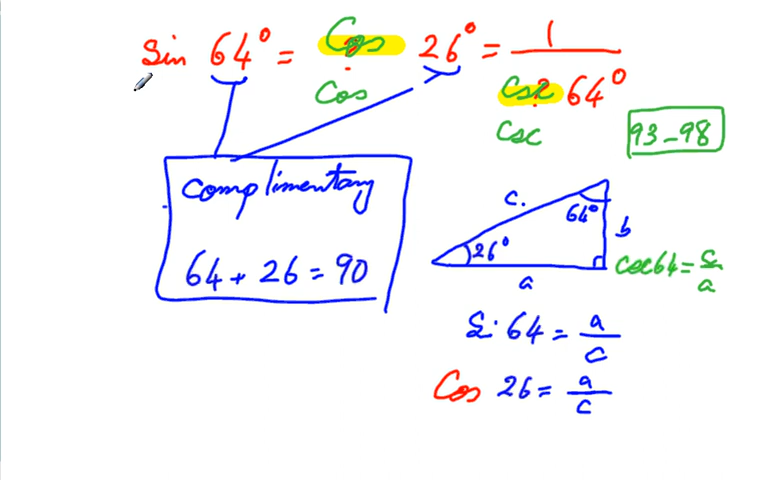 Sin 64° = Cos 26° = 1
Cos csc 64°
csc
93-98
complimentary
64 + 26 = 90
c.
64°
b
26°
a
csc 64 = c/a
Si 64 = a/c
Cos 26 = a/c